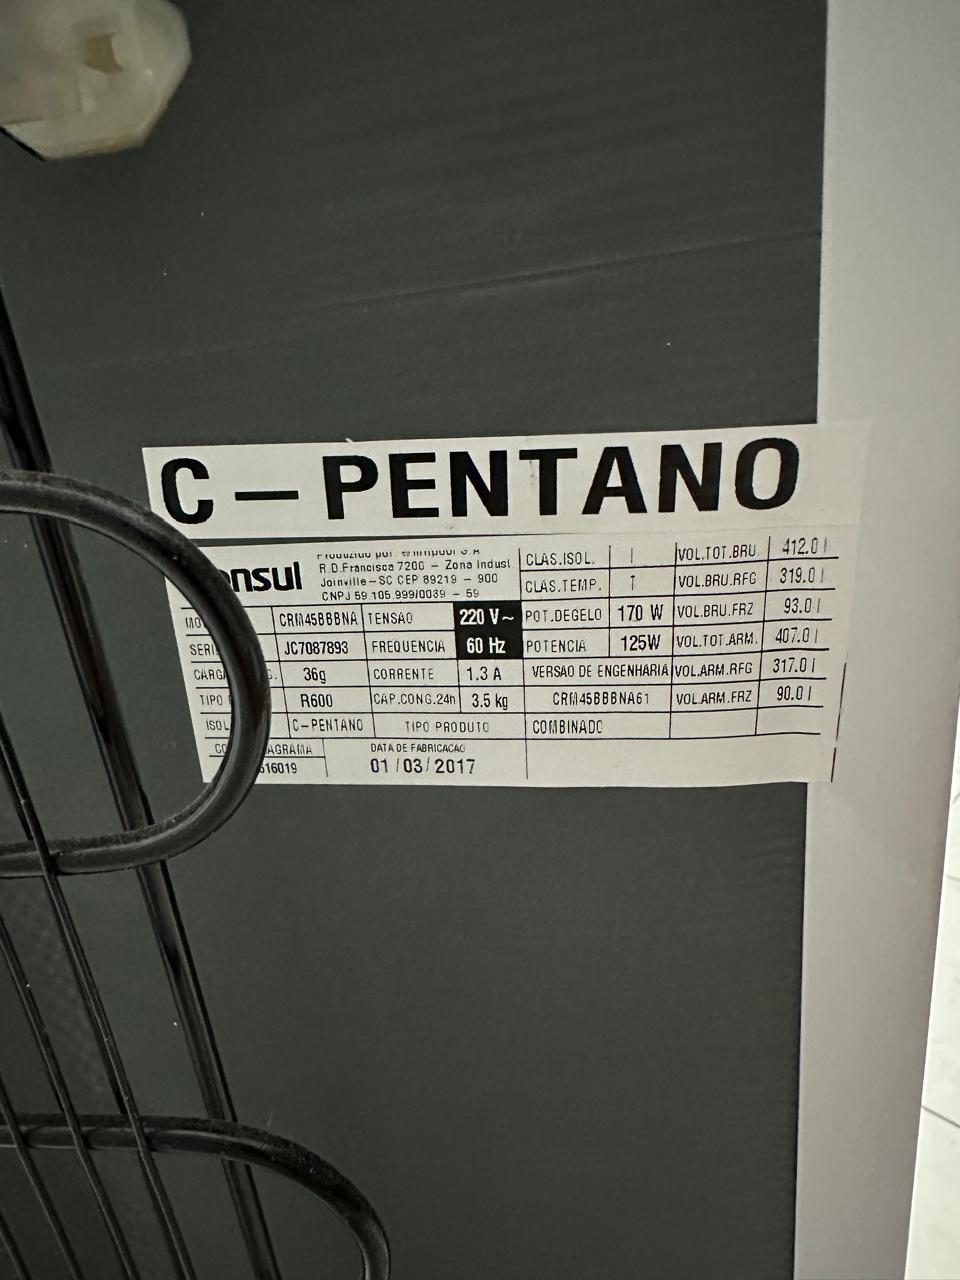 C – PENTANO
R.D.Francisca 7200 – Zona Indust.
Joinville–SC CEP 89219 – 900
CNPJ 59.105.999/0039 – 59
CLAS.ISOL. I VOL.TOT.BRU. 412.0 l
CLAS.TEMP. T VOL.BRU.RFG 319.0 l
CRM45BBBNA TENSAO 220 V~ POT.DEGELO 170 W VOL.BRU.FRZ 93.0 l
JC7087893 FREQUENCIA 60 Hz POTENCIA 125W VOL.TOT.ARM. 407.0 l
36g CORRENTE 1.3 A VERSAO DE ENGENHARIA VOL.ARM.RFG 317.0 l
TIPO R600 CAP.CONG.24h 3.5 kg CRM45BBBNA61 VOL.ARM.FRZ 90.0 l
C-PENTANO TIPO PRODUTO COMBINADO
DATA DE FABRICACAO
01/03/2017